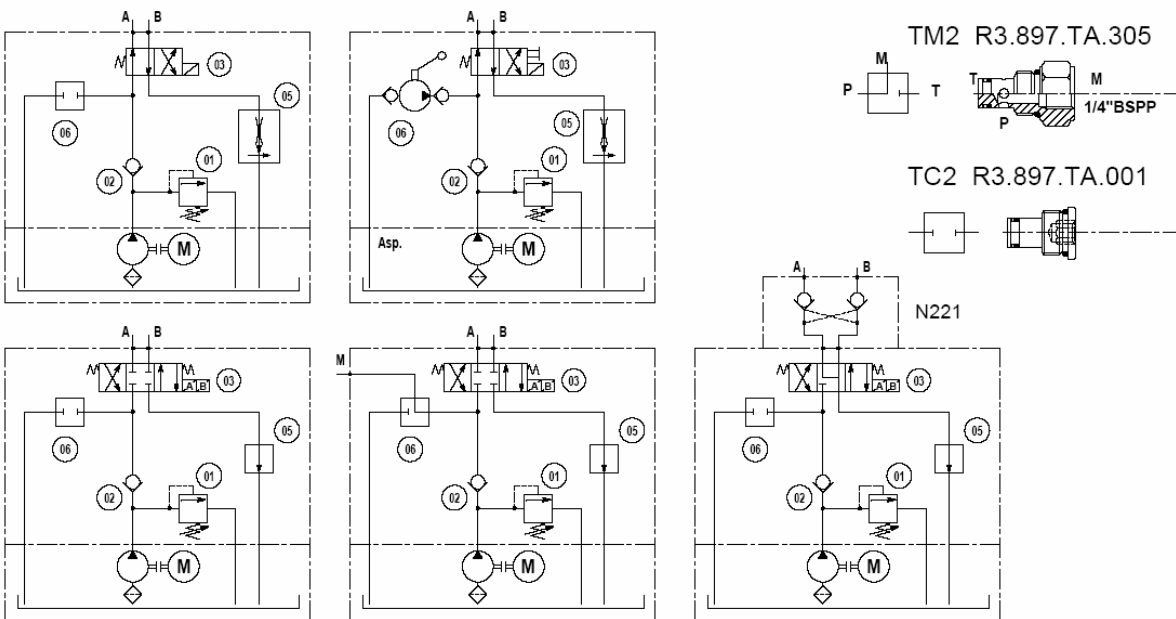 A B
03
06
05
02
01
M
A B
03
06
05
02
01
Asp.
M
TM2 R3.897.TA.305
M
P T
T M
1/4"BSPP
P
TC2 R3.897.TA.001
A B
A B
03
06
05
02
01
M
M
A B
A B
03
06
05
02
01
M
A B
N221
A B
03
06
05
02
01
M